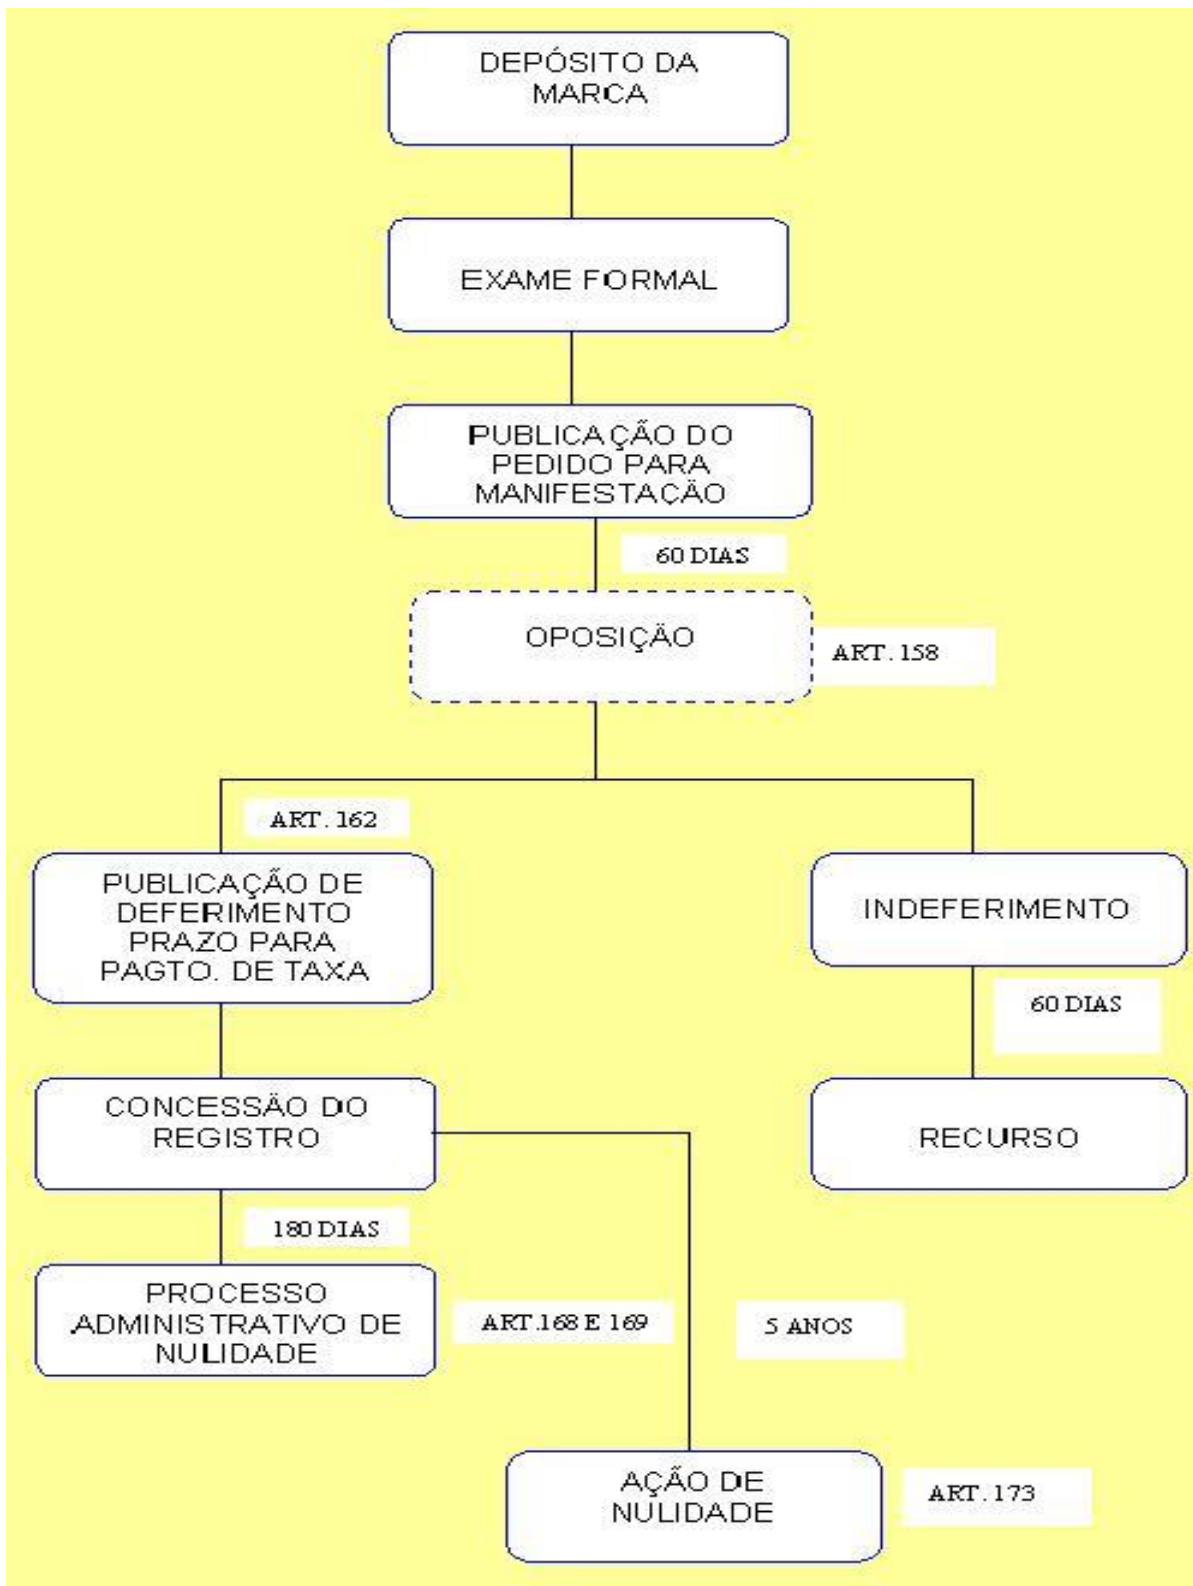 DEPÓSITO DA
MARCA
EXAME FORMAL
PUBLICAÇÃO DO
PEDIDO PARA
MANIFESTAÇÃO
60 DIAS
OPOSIÇÃO
ART. 158
ART. 162
PUBLICAÇÃO DE
DEFERIMENTO
PRAZO PARA
PAGTO. DE TAXA
INDEFERIMENTO
60 DIAS
CONCESSÃO DO
REGISTRO
RECURSO
180 DIAS
PROCESSO
ADMINISTRATIVO DE
NULIDADE
ART.168 E 169
5 ANOS
AÇÃO DE
NULIDADE
ART. 173